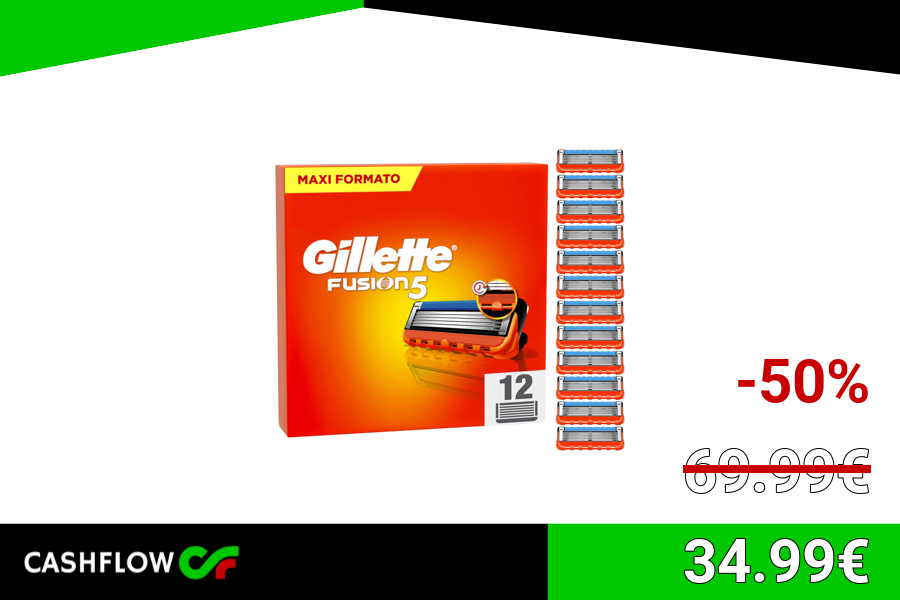 MAXI FORMATO
Gillette®
FUSION5
12
-50%
69.99€
CASHFLOW
34.99€